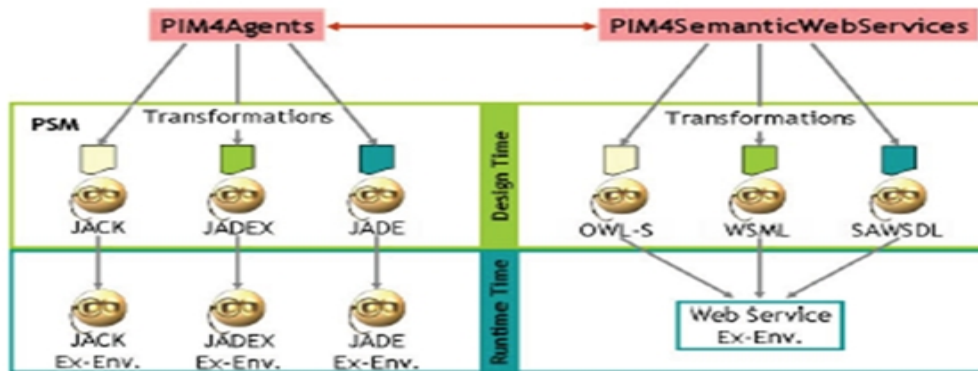 PIM4Agents
PIM4SemanticWebServices
PSM
Transformations
Transformations
JACK
JADEX
JADE
Design Time
OWL-S
WSML
SAWSDL
JACK
Ex-Env.
JADEX
Ex-Env.
JADE
Ex-Env.
Runtime Time
Web Service
Ex-Env.